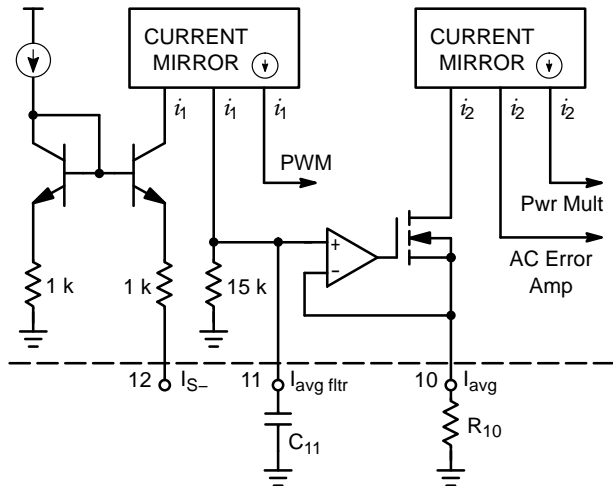 CURRENT
MIRROR
CURRENT
MIRROR
i1
i1
i1
i2
i2
i2
PWM
Pwr Mult
AC Error
Amp
+
−
1 k
1 k
15 k
12
IS−
11
Iavg fltr
10
Iavg
C11
R10